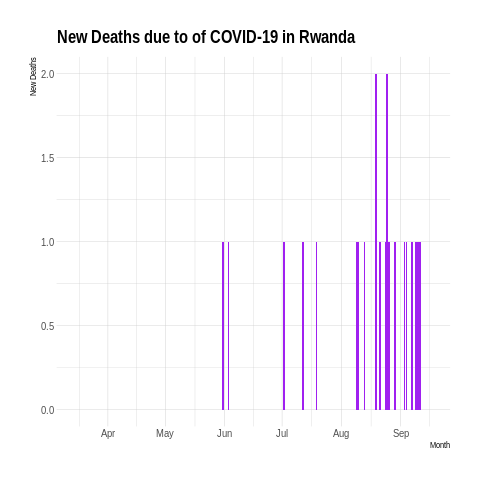 New Deaths due to of COVID-19 in Rwanda
New Deaths
2.0
1.5
1.0
0.5
0.0
Apr May Jun Jul Aug Sep
Month